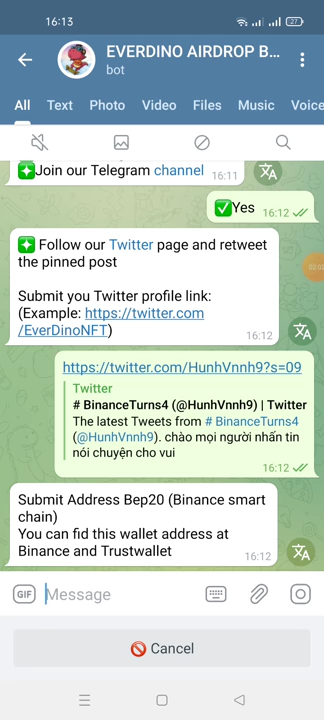 16:13
27
EVERDINO AIRDROP B...
bot
All Text Photo Video Files Music Voice
Join our Telegram channel
16:11
Yes
16:12
Follow our Twitter page and retweet
the pinned post
Submit you Twitter profile link:
(Example: https://twitter.com
/EverDinoNFT)
16:12
https://twitter.com/HunhVnnh9?s=09
Twitter
# BinanceTurns4 (@HunhVnnh9) | Twitter
The latest Tweets from # BinanceTurns4
(@HunhVnnh9). chào mọi người nhấn tin
nói chuyện cho vui
16:12
Submit Address Bep20 (Binance smart
chain)
You can fid this wallet address at
Binance and Trustwallet
16:12
GIF
Message
Cancel